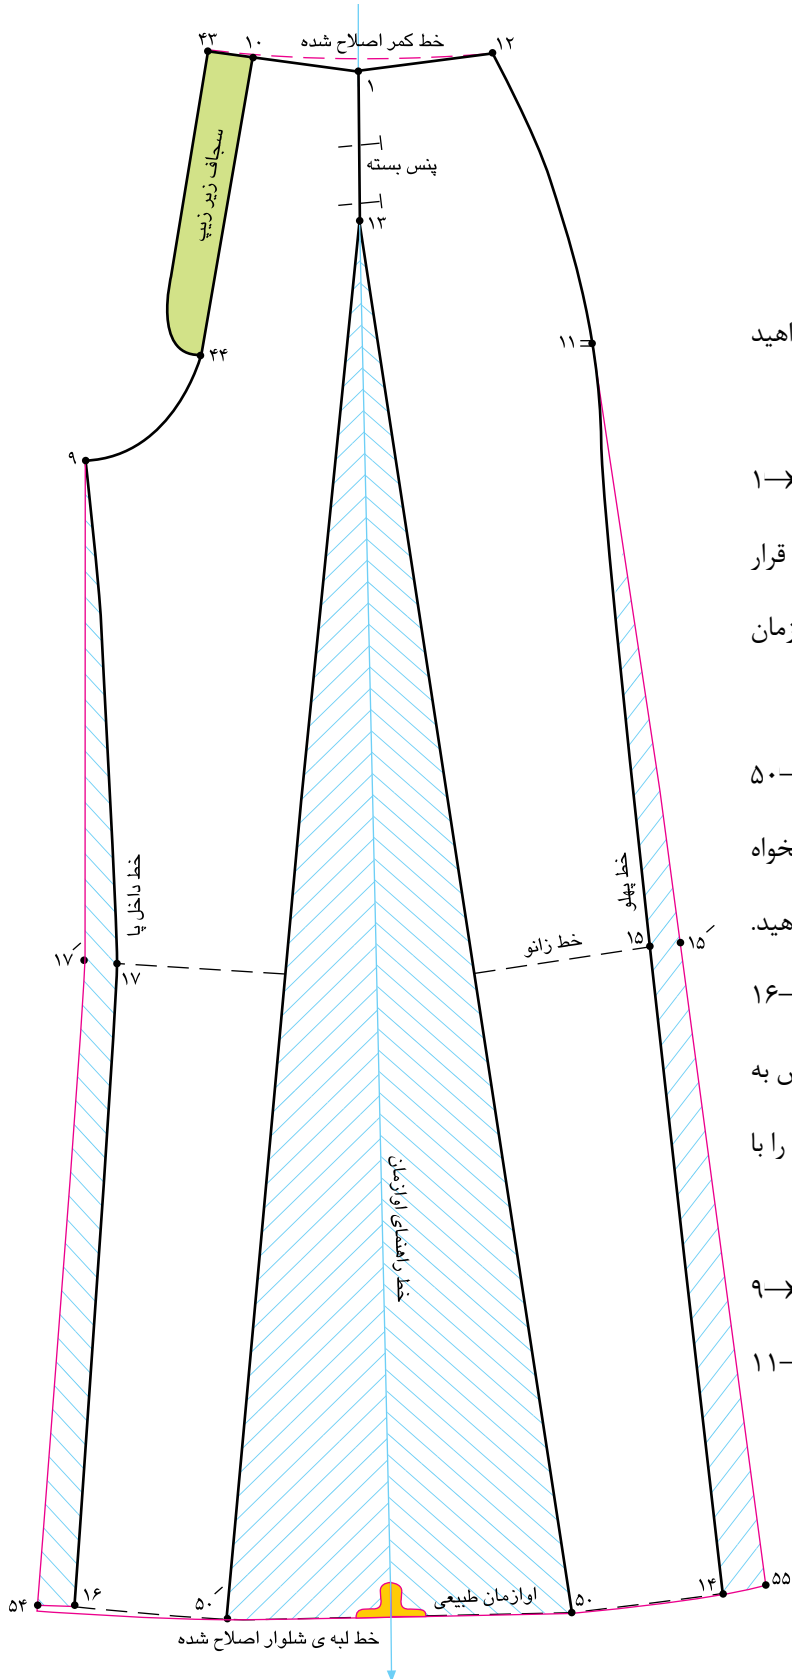 خط کمر اصلاح شده
۴۳
۱۰
۱۲
۱
سجاف زیر زیپ
پنس بسته
۱۳
۱۱
اهید
۴۴
۹
۱→
قرار
زمان
۵۰–
خط داخل پا
خط پهلو
خواه
هید.
خط زانو
۱۵
۱۵′
۱۷′
۱۷
۱۶–
س به
را با
خط راهنمای اوازمان
۹→
۱۱–
۵۴
۱۶
۵۰′
اوازمان طبیعی
۵۰
۱۴
۵۵
خط لبه ی شلوار اصلاح شده